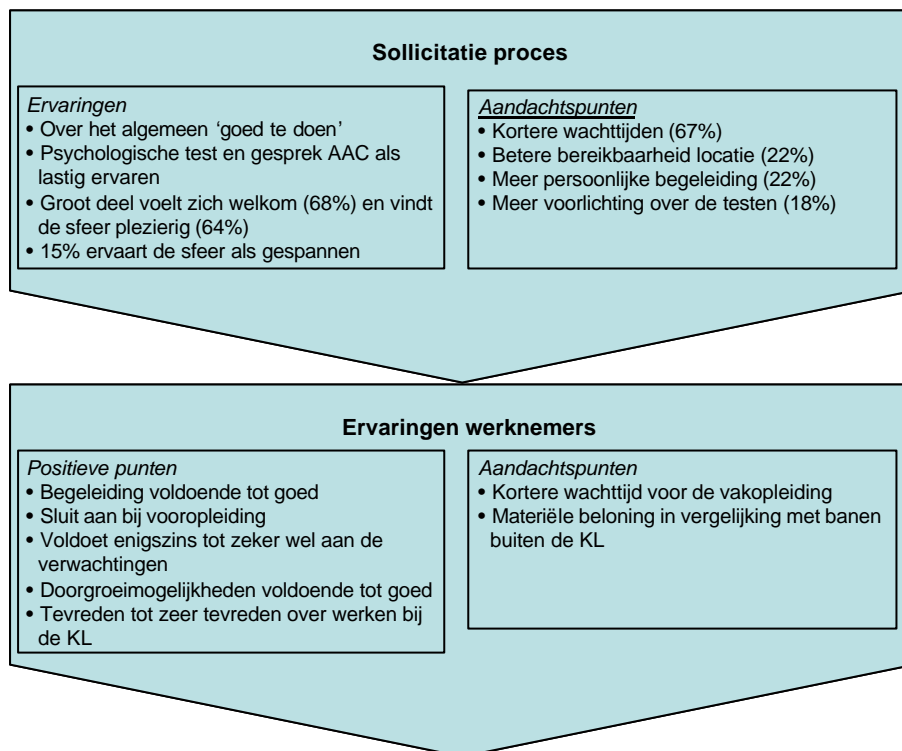 Sollicitatie proces
Ervaringen
• Over het algemeen ‘goed te doen’
• Psychologische test en gesprek AAC als
lastig ervaren
• Groot deel voelt zich welkom (68%) en vindt
de sfeer plezierig (64%)
• 15% ervaart de sfeer als gespannen
Aandachtspunten
• Kortere wachttijden (67%)
• Betere bereikbaarheid locatie (22%)
• Meer persoonlijke begeleiding (22%)
• Meer voorlichting over de testen (18%)
Ervaringen werknemers
Positieve punten
• Begeleiding voldoende tot goed
• Sluit aan bij vooropleiding
• Voldoet enigszins tot zeker wel aan de
verwachtingen
• Doorgroeimogelijkheden voldoende tot goed
• Tevreden tot zeer tevreden over werken bij
de KL
Aandachtspunten
• Kortere wachttijd voor de vakopleiding
• Materiële beloning in vergelijking met banen
buiten de KL